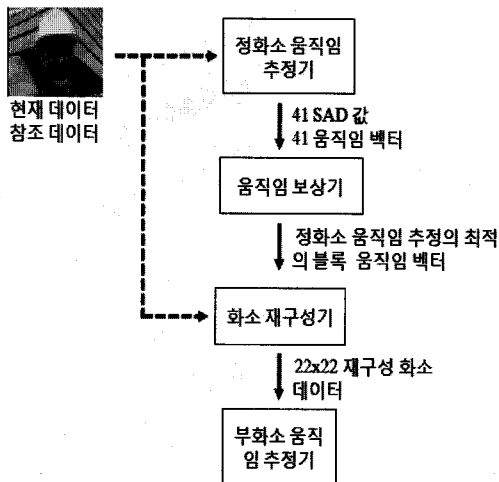 정화소 움직임
추정기
현재 데이터
참조 데이터
41 SAD 값
41 움직임 벡터
움직임 보상기
정화소 움직임 추정의 최적
의 블록 움직임 벡터
화소 재구성기
22x22 재구성 화소
데이터
부화소 움직
임 추정기